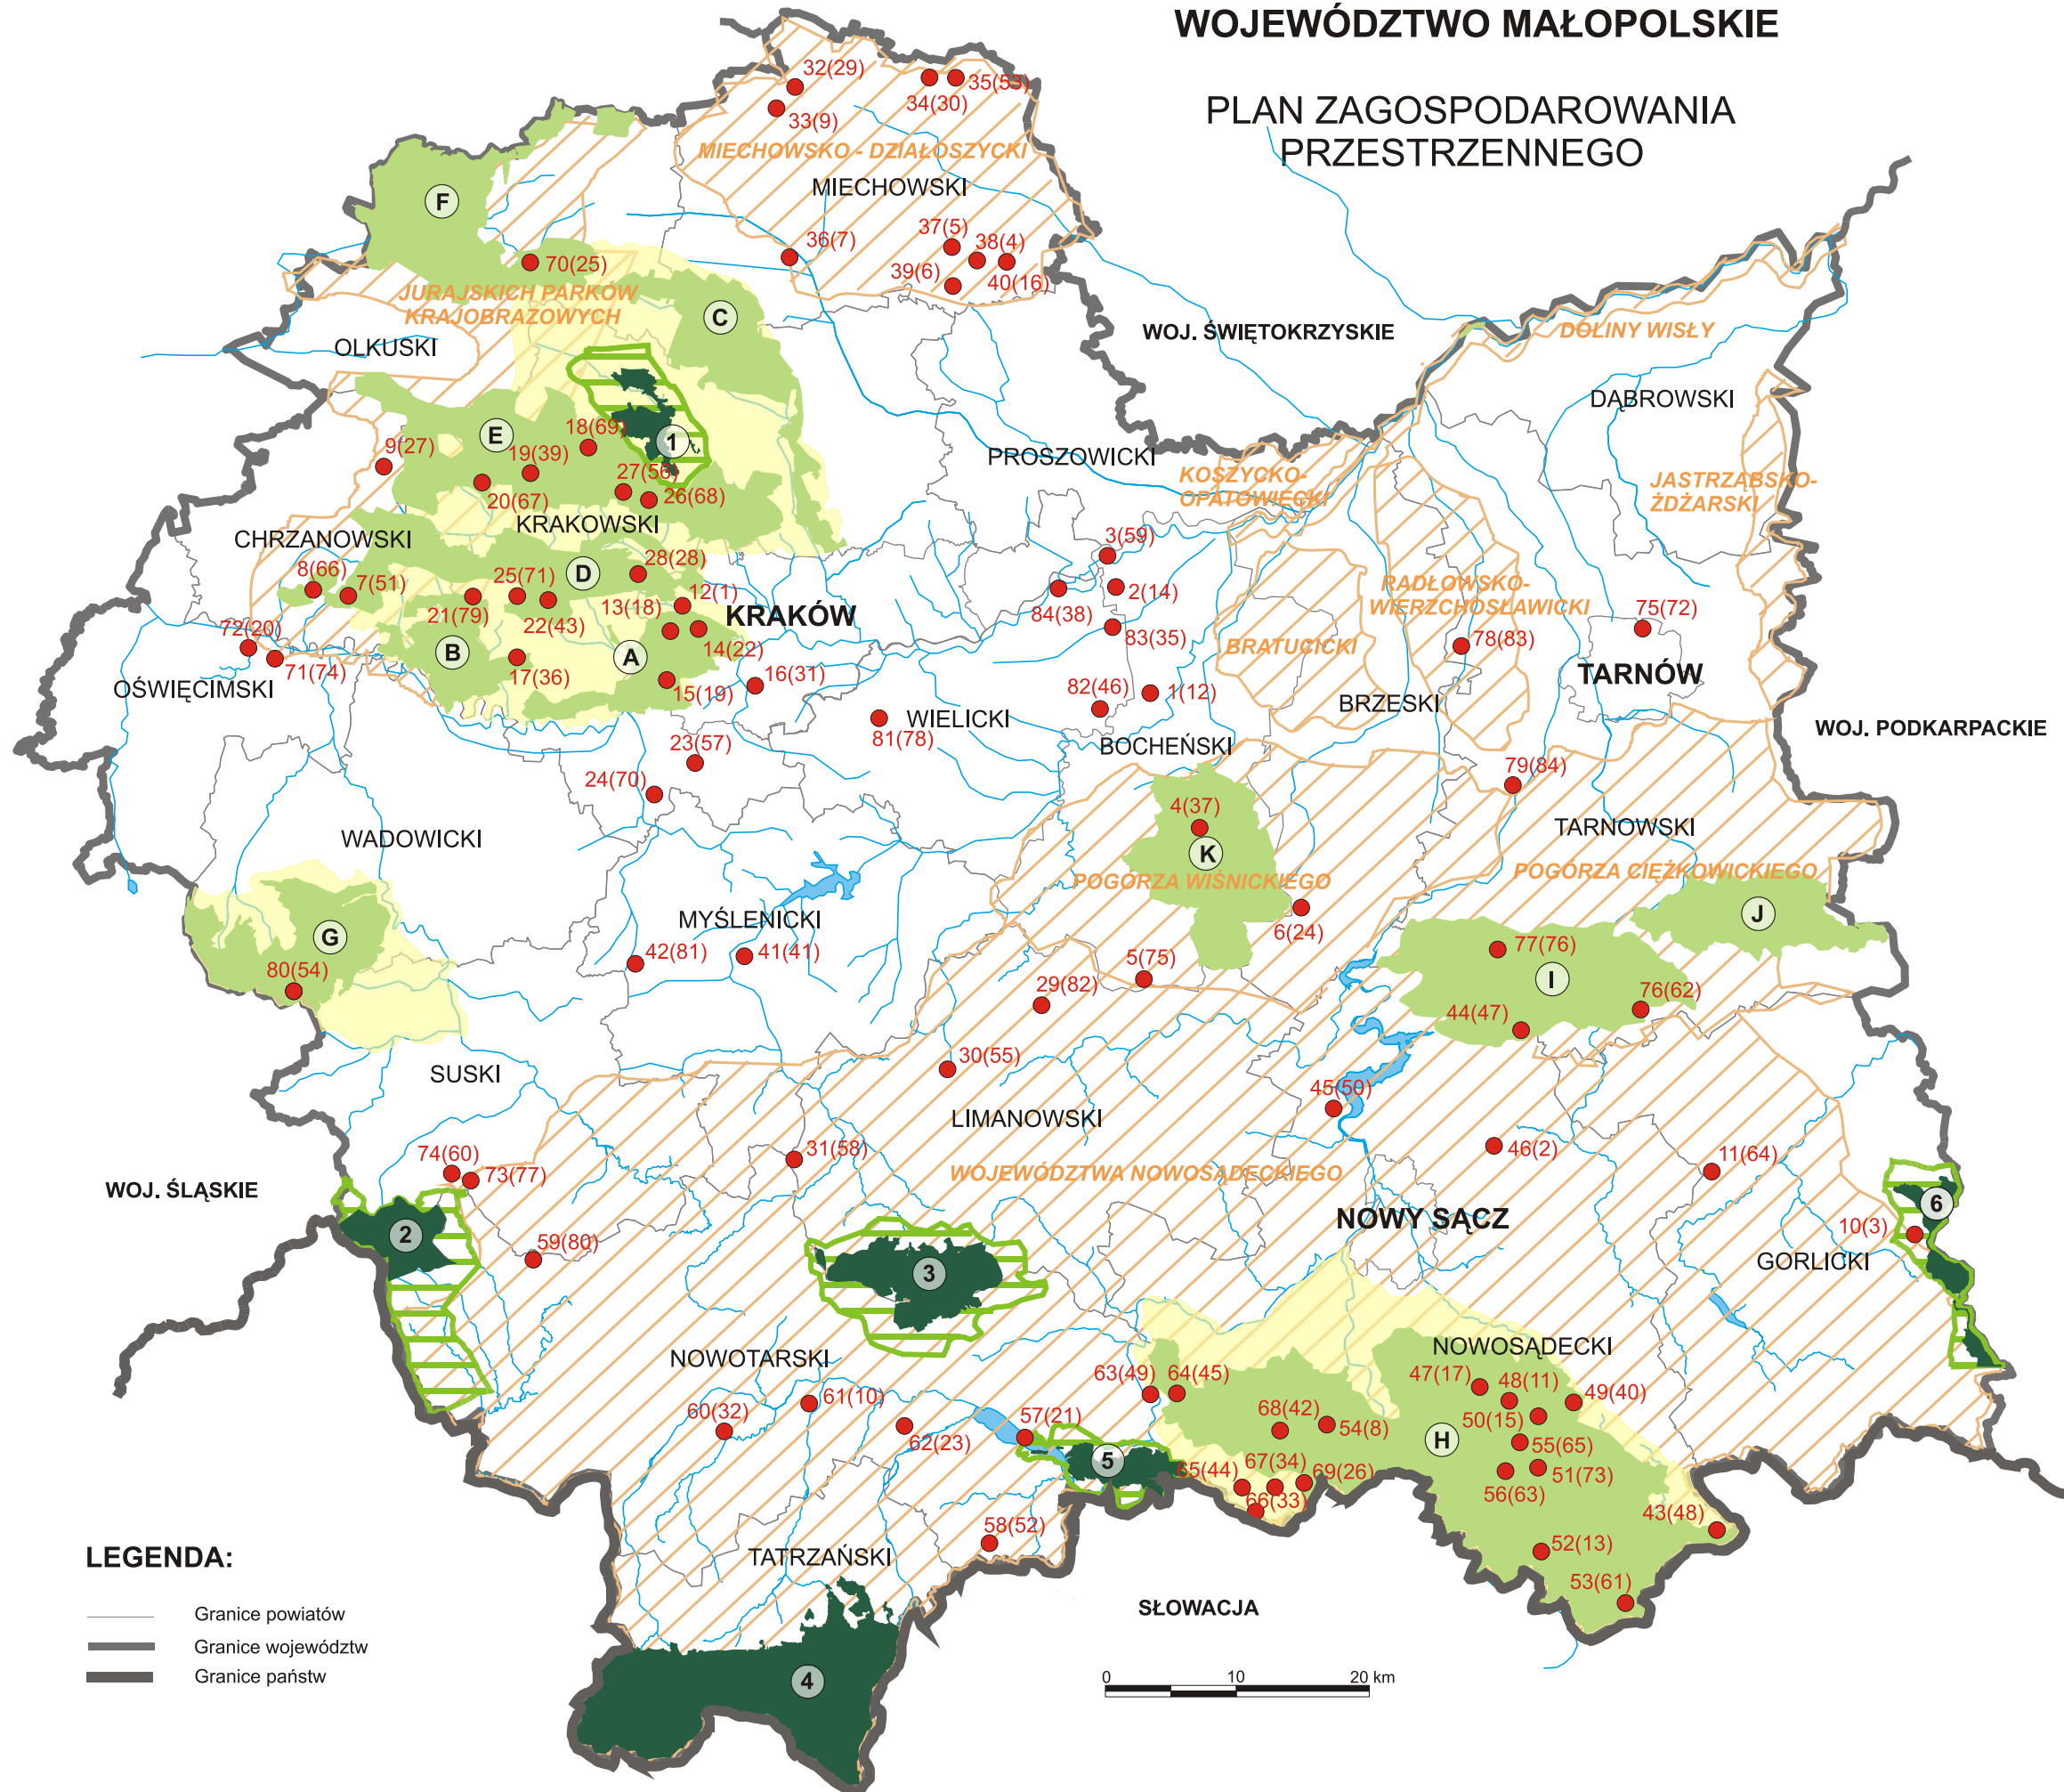 WOJEWÓDZTWO MAŁOPOLSKIE
PLAN ZAGOSPODAROWANIA
PRZESTRZENNEGO
32(29)
33(9)
34(30)
35(53)
MIECHOWSKO - DZIAŁOSZYCKI
MIECHOWSKI
F
36(7)
37(5)
38(4)
39(6)
40(16)
70(25)
JURAJSKICH PARKÓW
KRAJOBRAZOWYCH
C
OLKUSKI
WOJ. ŚWIĘTOKRZYSKIE
DOLINY WISŁY
DĄBROWSKI
E
18(69)
1
9(27)
19(39)
27(56)
20(67)
26(68)
KRAKOWSKI
PROSZOWICKI
KOSZYCKO-
OPATOWIECKI
JASTRZĄBSKO-
ŻDŻARSKI
CHRZANOWSKI
8(66)
7(51)
D
25(71)
28(28)
21(79)
22(43)
13(18)
12(1)
KRAKÓW
3(59)
2(14)
84(38)
83(35)
RADŁOWSKO-
WIERZCHOSŁAWICKI
BRATUCICKI
78(83)
75(72)
TARNÓW
72(20)
71(74)
OŚWIĘCIMSKI
B
17(36)
A
14(22)
15(19)
16(31)
82(46)
1(12)
BRZESKI
81(78)
WIELICKI
BOCHEŃSKI
WOJ. PODKARPACKIE
23(57)
24(70)
79(84)
4(37)
K
TARNOWSKI
WADOWICKI
POGÓRZA WIŚNICKIEGO
POGÓRZA CIĘŻKOWICKIEGO
J
MYŚLENICKI
G
80(54)
42(81)
41(41)
6(24)
5(75)
29(82)
77(76)
I
76(62)
44(47)
30(55)
SUSKI
LIMANOWSKI
45(50)
46(2)
11(64)
74(60)
73(77)
31(58)
WOJEWÓDZTWA NOWOSĄDECKIEGO
WOJ. ŚLĄSKIE
NOWY SĄCZ
6
10(3)
2
59(80)
3
GORLICKI
NOWOTARSKI
NOWOSĄDECKI
63(49)
64(45)
47(17)
48(11)
49(40)
60(32)
61(10)
62(23)
57(21)
68(42)
54(8)
50(15)
H
55(65)
5
65(44)
67(34)
69(26)
51(73)
56(63)
66(33)
43(48)
58(52)
52(13)
TATRZAŃSKI
53(61)
SŁOWACJA
4
LEGENDA:
Granice powiatów
Granice województw
Granice państw
0 10 20 km